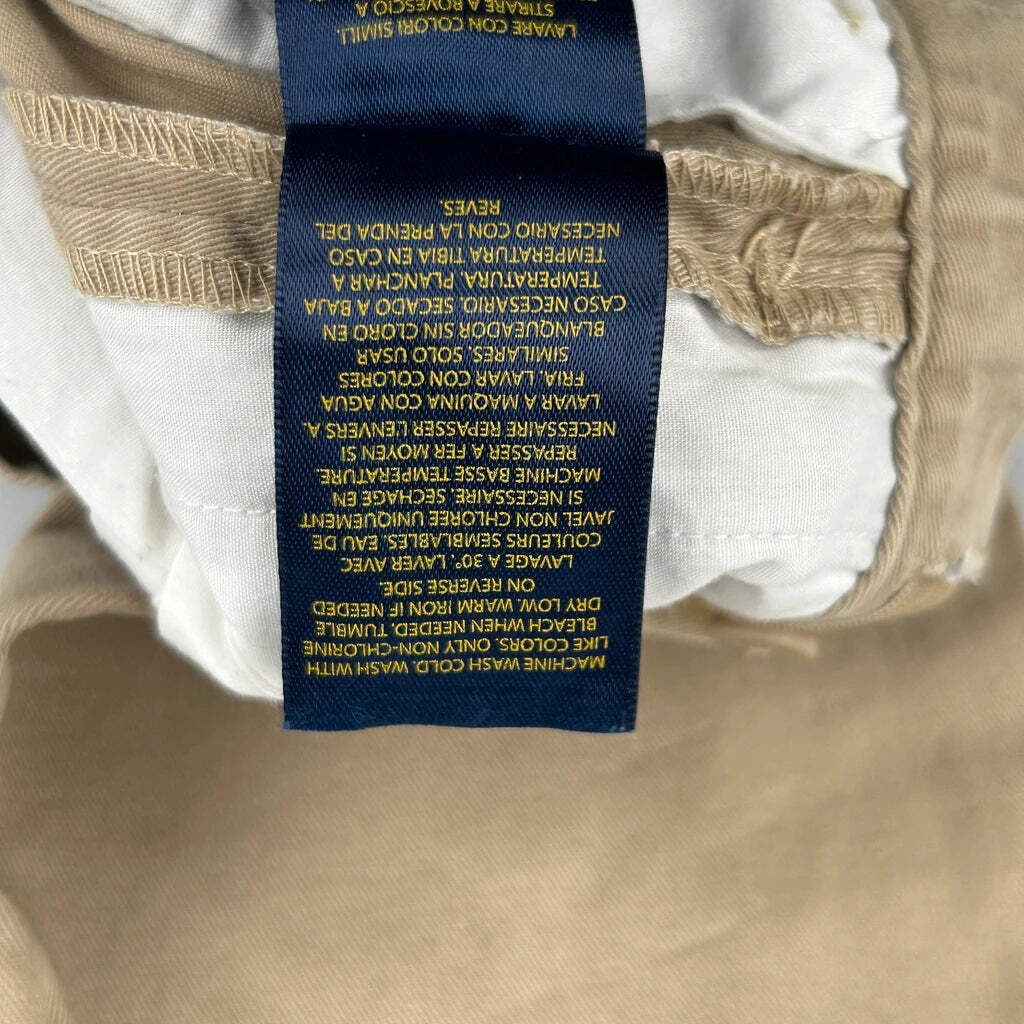 MACHINE WASH COLD. WASH WITH
LIKE COLORS. ONLY NON-CHLORINE
BLEACH WHEN NEEDED. TUMBLE
DRY LOW. WARM IRON IF NEEDED
ON REVERSE SIDE.
LAVAGE A 30°. LAVER AVEC
COULEURS SEMBLABLES. EAU DE
JAVEL NON CHLOREE UNIQUEMENT
SI NECESSAIRE. SECHAGE EN
MACHINE BASSE TEMPERATURE.
REPASSER A FER MOYEN SI
NECESSAIRE REPASSER L'ENVERS A.
LAVAR A MAQUINA CON AGUA
FRIA. LAVAR CON COLORES
SIMILARES. SOLO USAR
BLANQUEADOR SIN CLORO EN
CASO NECESARIO. SECADO A BAJA
TEMPERATURA. PLANCHAR A
TEMPERATURA TIBIA EN CASO
NECESARIO CON LA PRENDA DEL
REVES.
LAVARE CON COLORI SIMILI.
STIRARE A ROVESCIO A